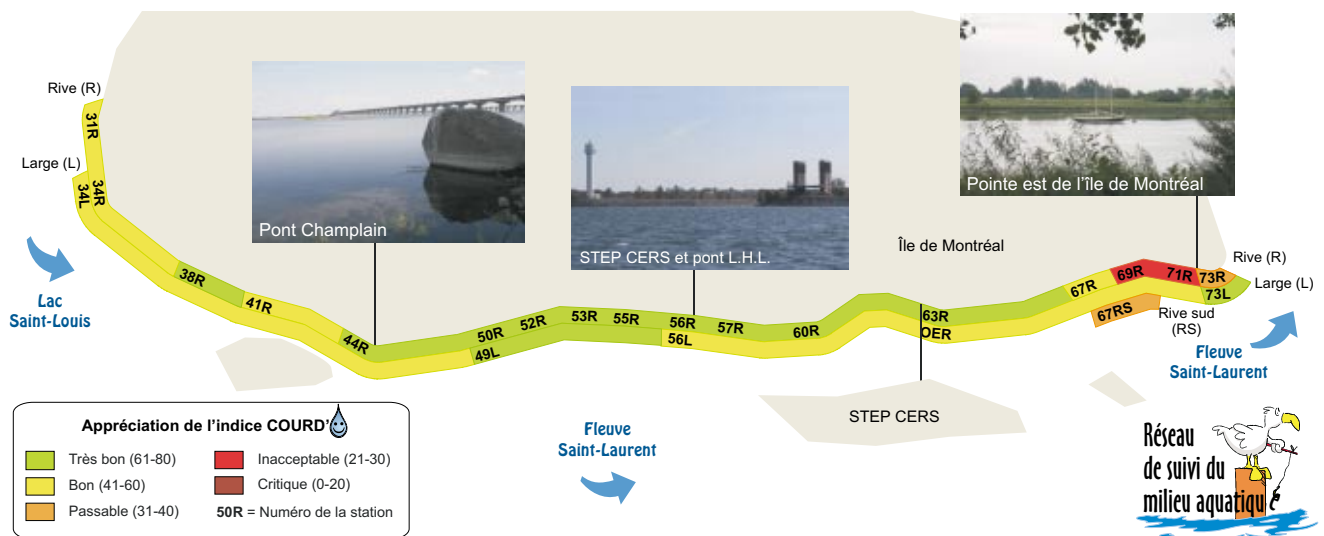 Rive (R)
31R
Large (L)
34L
34R
Lac
Saint-Louis
38R
41R
44R
Pont Champlain
49L
50R
52R
53R
55R
56R
56L
57R
STEP CERS et pont L.H.L.
60R
63R
OER
Île de Montréal
STEP CERS
67R
67RS
69R
71R
73R
73L
Pointe est de l'île de Montréal
Rive (R)
Large (L)
Rive sud
(RS)
Fleuve
Saint-Laurent
Fleuve
Saint-Laurent
Appréciation de l'indice COURD'
Très bon (61-80)
Bon (41-60)
Passable (31-40)
Inacceptable (21-30)
Critique (0-20)
50R = Numéro de la station
Réseau
de suivi du
milieu aquatique